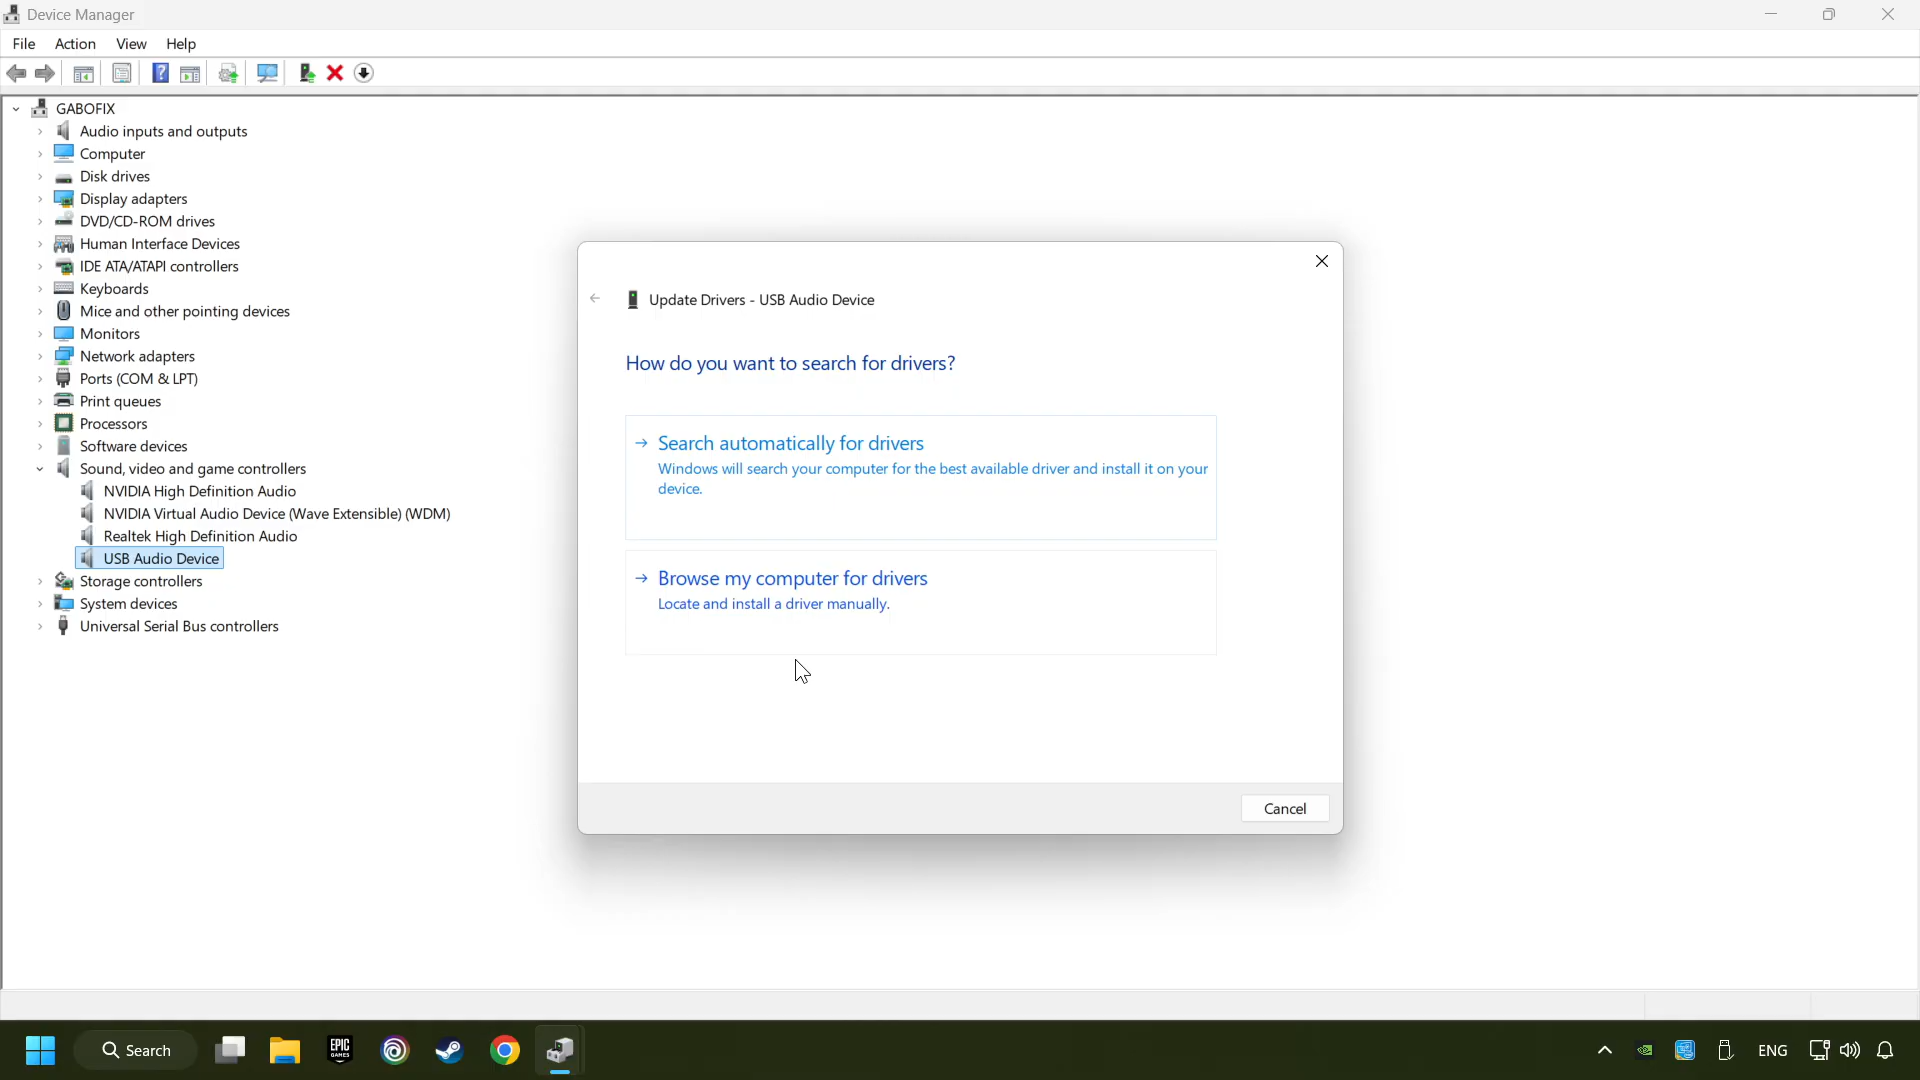 Device Manager
File Action View Help
GABOFIX
Audio inputs and outputs
Computer
Disk drives
Display adapters
DVD/CD-ROM drives
Human Interface Devices
IDE ATA/ATAPI controllers
Keyboards
Mice and other pointing devices
Monitors
Network adapters
Ports (COM & LPT)
Print queues
Processors
Software devices
Sound, video and game controllers
NVIDIA High Definition Audio
NVIDIA Virtual Audio Device (Wave Extensible) (WDM)
Realtek High Definition Audio
USB Audio Device
Storage controllers
System devices
Universal Serial Bus controllers
Update Drivers - USB Audio Device
How do you want to search for drivers?
Search automatically for drivers
Windows will search your computer for the best available driver and install it on your
device.
Browse my computer for drivers
Locate and install a driver manually.
Cancel
Search
EPIC
GAMES
ENG